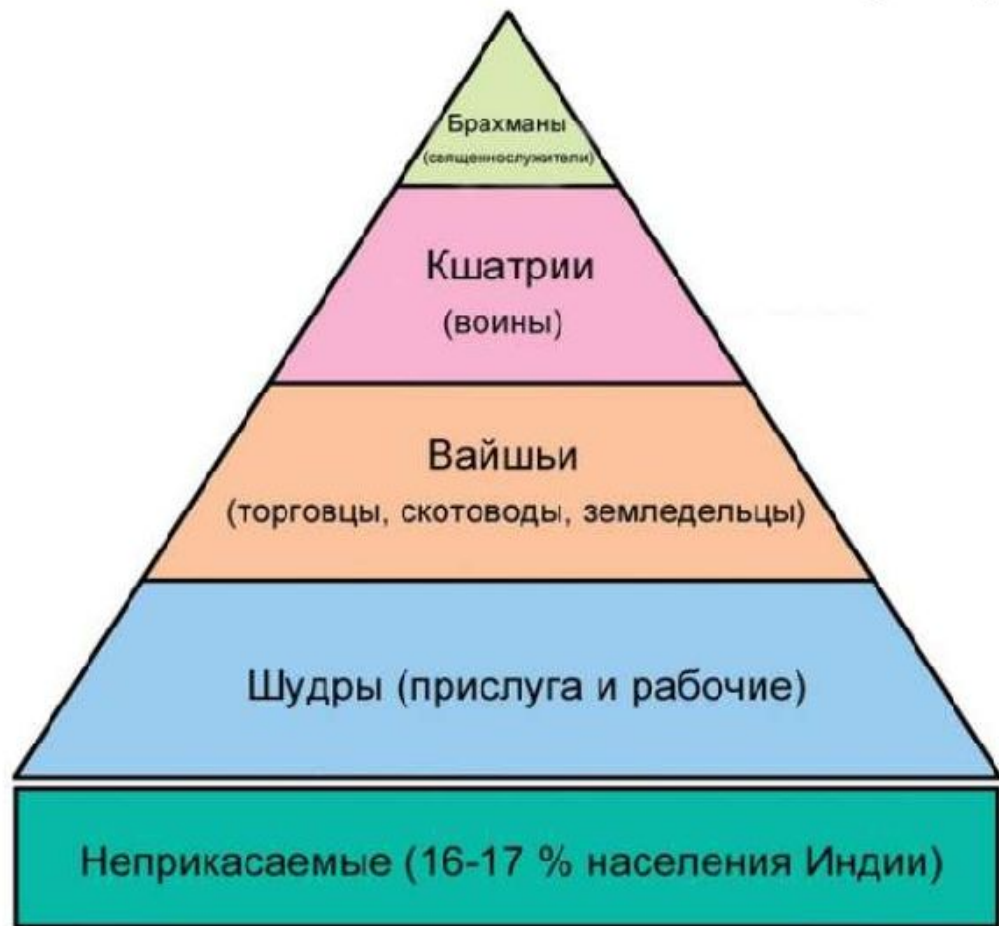 Брахманы
(священнослужители)
Кшатрии
(воины)
Вайшьи
(торговцы, скотоводы, земледельцы)
Шудры (прислуга и рабочие)
Неприкасаемые (16-17 % населения Индии)